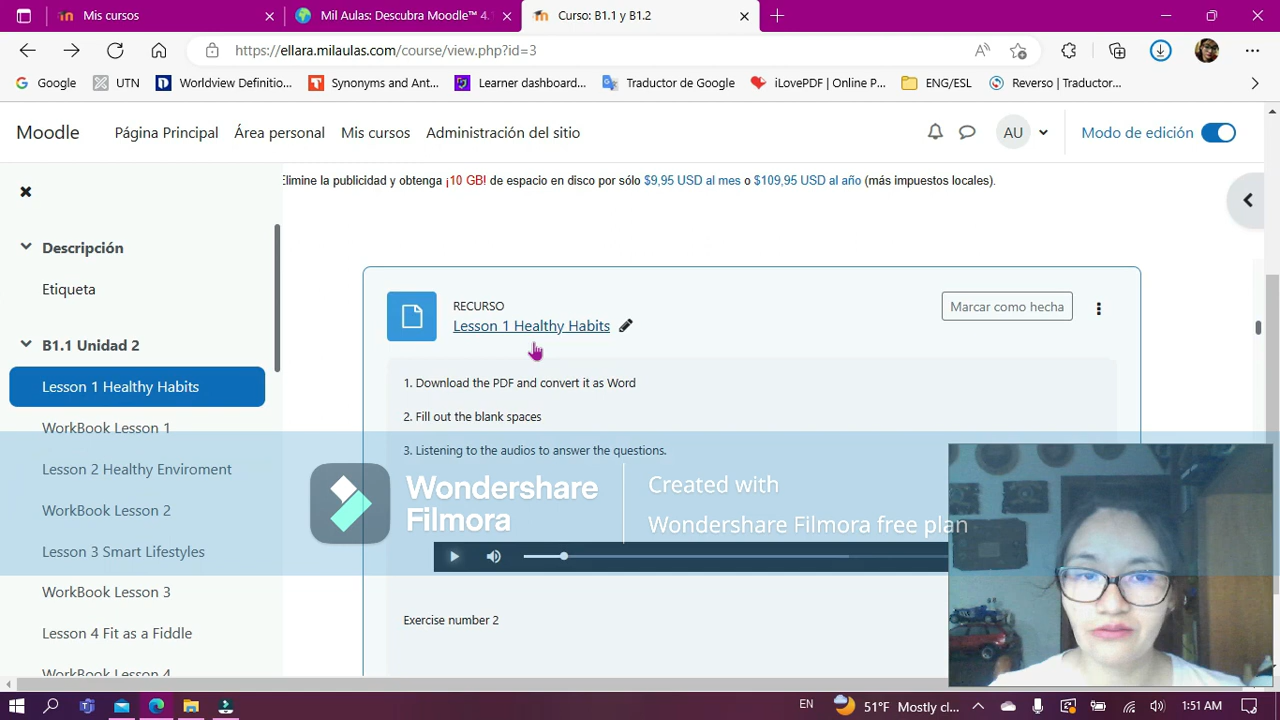 Mis cursos
Mil Aulas: Descubra Moodle™ 4.
Curso: B1.1 y B1.2
https://ellara.milaulas.com/course/view.php?id=3
Google
UTN
Worldview Definitio...
Synonyms and Ant...
Learner dashboard...
Traductor de Google
iLovePDF | Online P...
ENG/ESL
Reverso | Traductor...
Moodle
Página Principal
Área personal
Mis cursos
Administración del sitio
AU
Modo de edición
Elimine la publicidad y obtenga ¡10 GB! de espacio en disco por sólo $9,95 USD al mes o $109,95 USD al año (más impuestos locales).
Descripción
Etiqueta
B1.1 Unidad 2
Lesson 1 Healthy Habits
WorkBook Lesson 1
Lesson 2 Healthy Enviroment
WorkBook Lesson 2
Lesson 3 Smart Lifestyles
WorkBook Lesson 3
Lesson 4 Fit as a Fiddle
WorkBook Lesson 4
RECURSO
Lesson 1 Healthy Habits
Marcar como hecha
1. Download the PDF and convert it as Word
2. Fill out the blank spaces
3. Listening to the audios to answer the questions.
Wondershare
Filmora
Created with
Wondershare Filmora free plan
Exercise number 2
EN
51°F Mostly cl...
1:51 AM